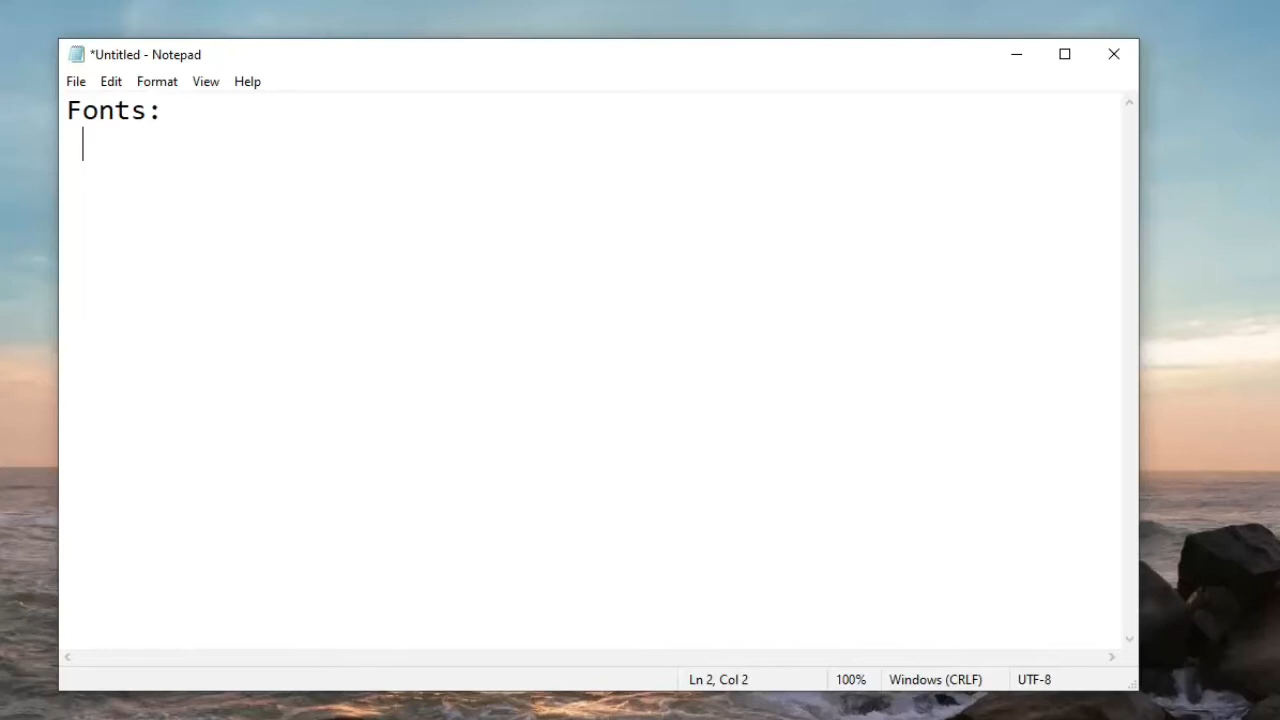 *Untitled - Notepad
File Edit Format View Help
Fonts:
Ln 2, Col 2 100% Windows (CRLF) UTF-8